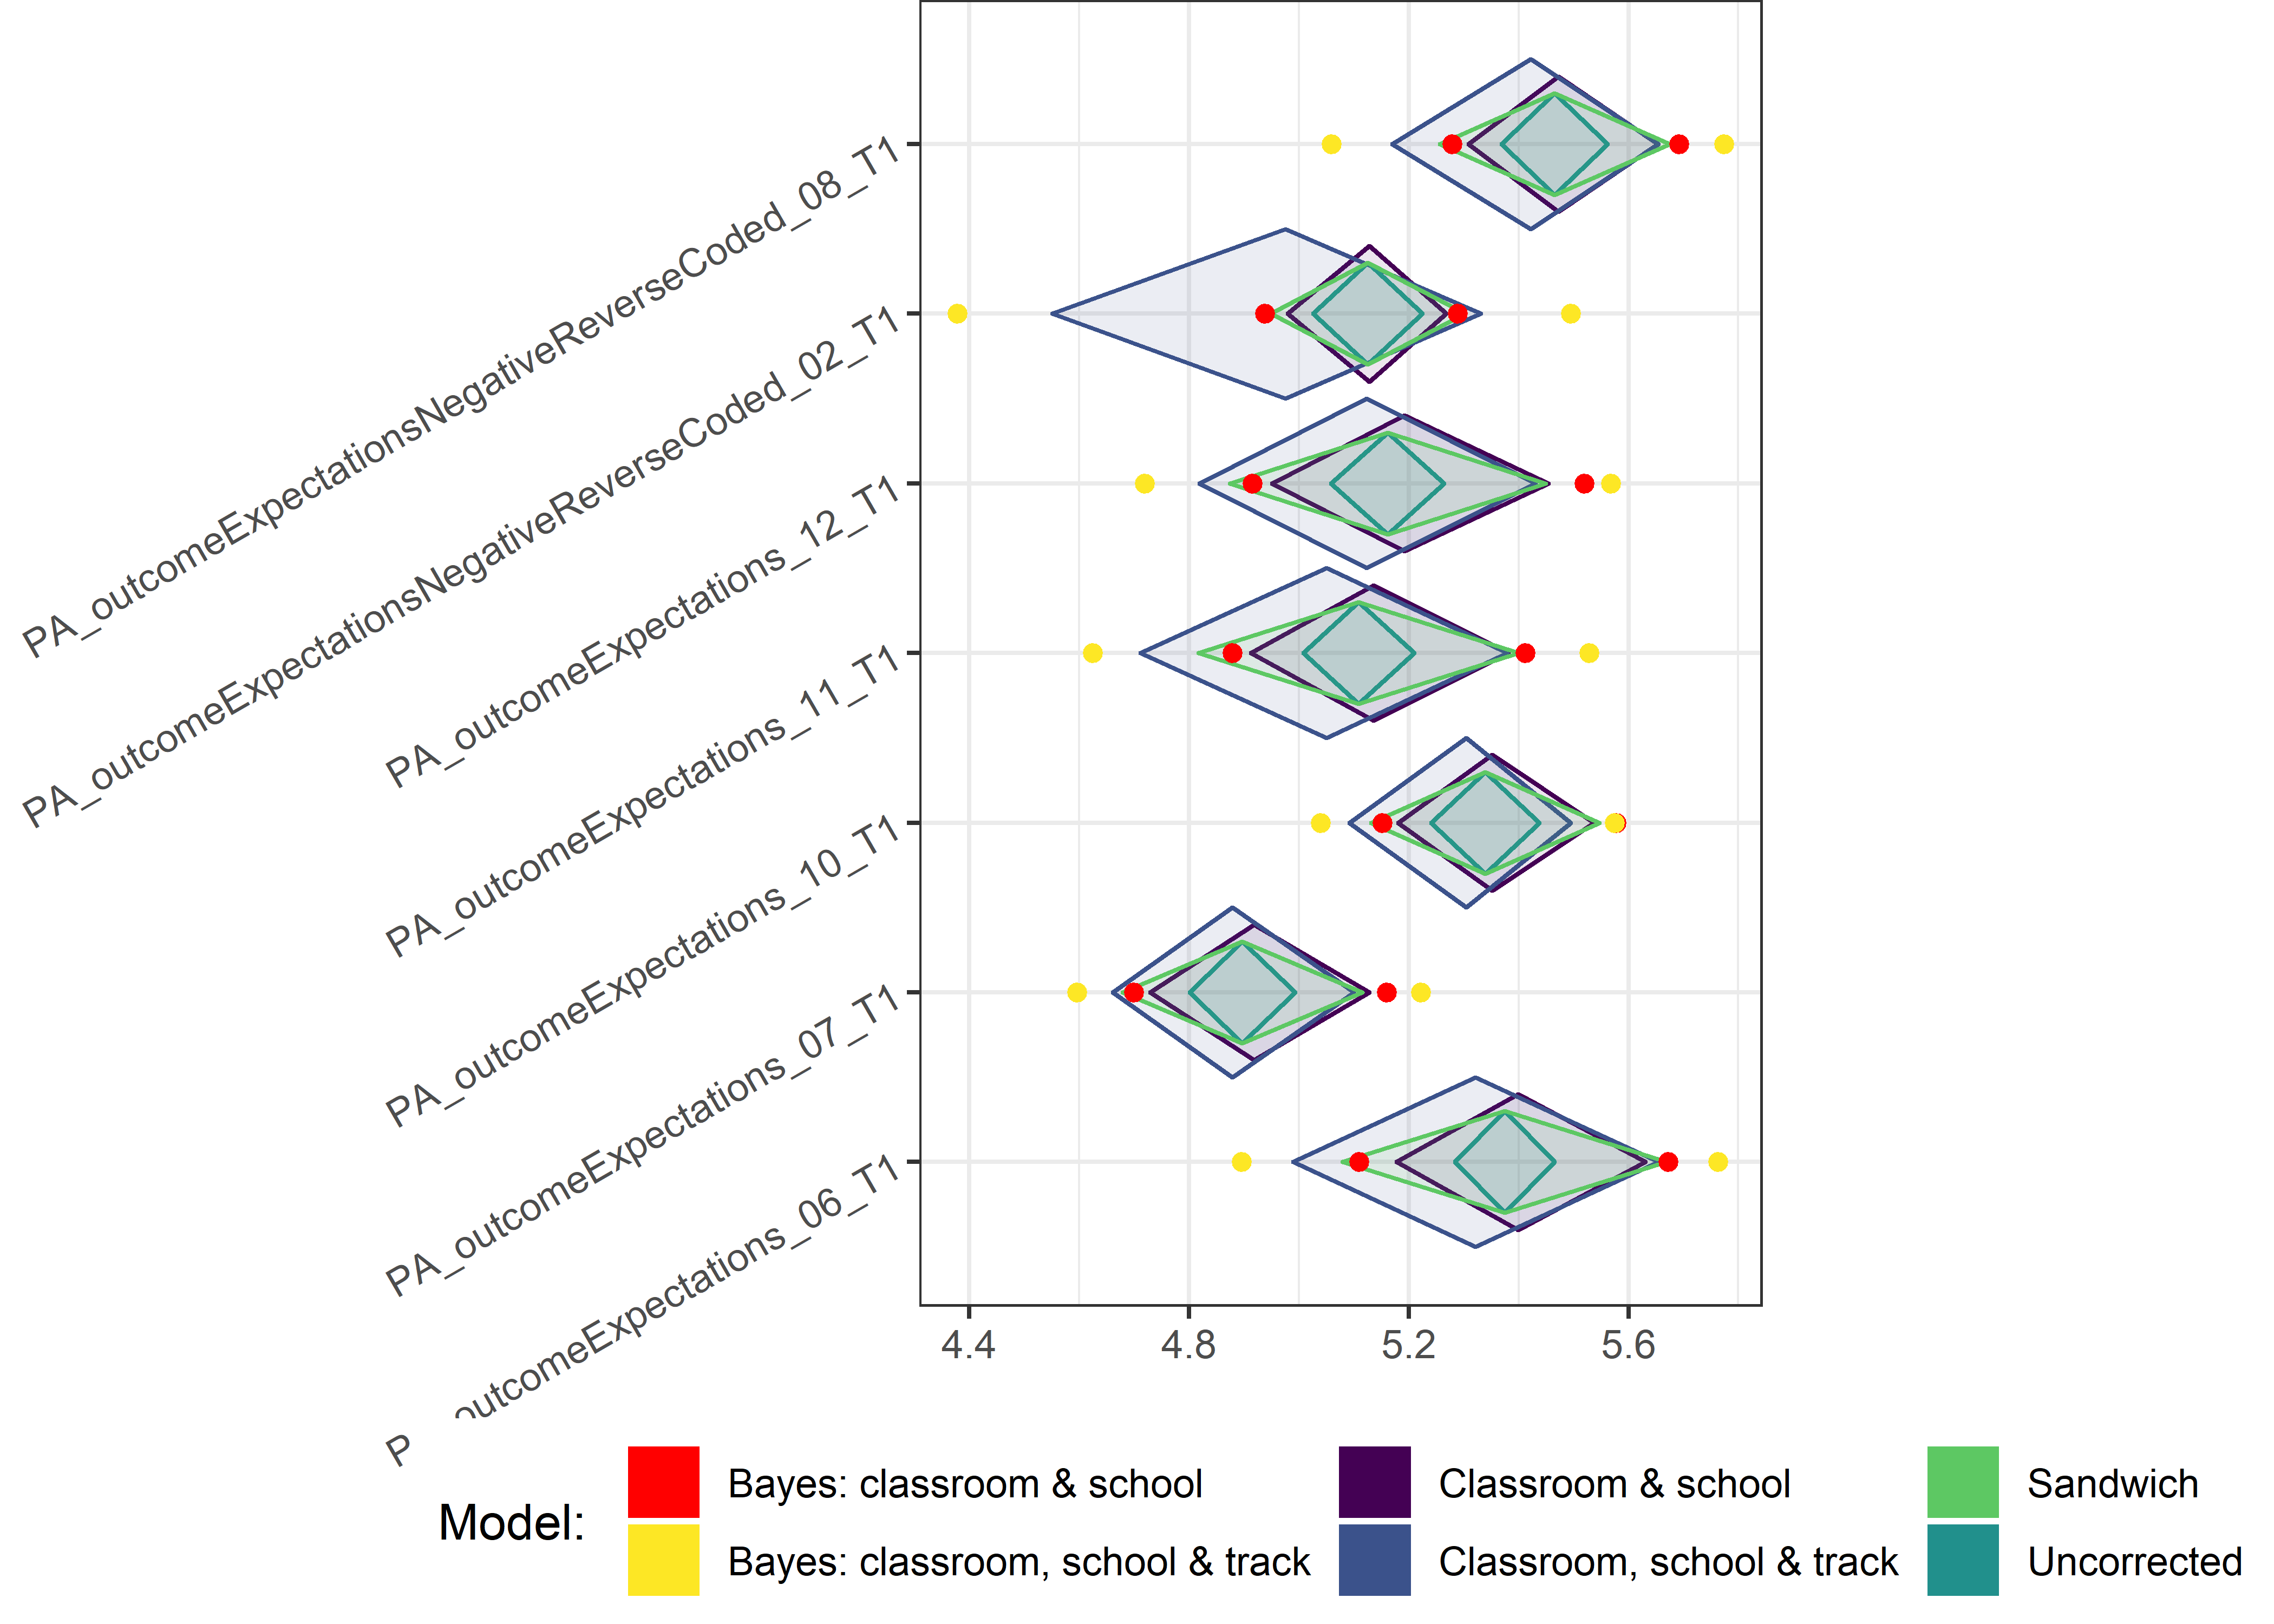 PA_outcomeExpectationsNegativeReverseCoded_08_T1
PA_outcomeExpectationsNegativeReverseCoded_02_T1
PA_outcomeExpectations_12_T1
PA_outcomeExpectations_11_T1
PA_outcomeExpectations_10_T1
PA_outcomeExpectations_07_T1
P outcomeExpectations_06_T1
4.4 4.8 5.2 5.6
Model:
Bayes: classroom & school
Bayes: classroom, school & track
Classroom & school
Classroom, school & track
Sandwich
Uncorrected